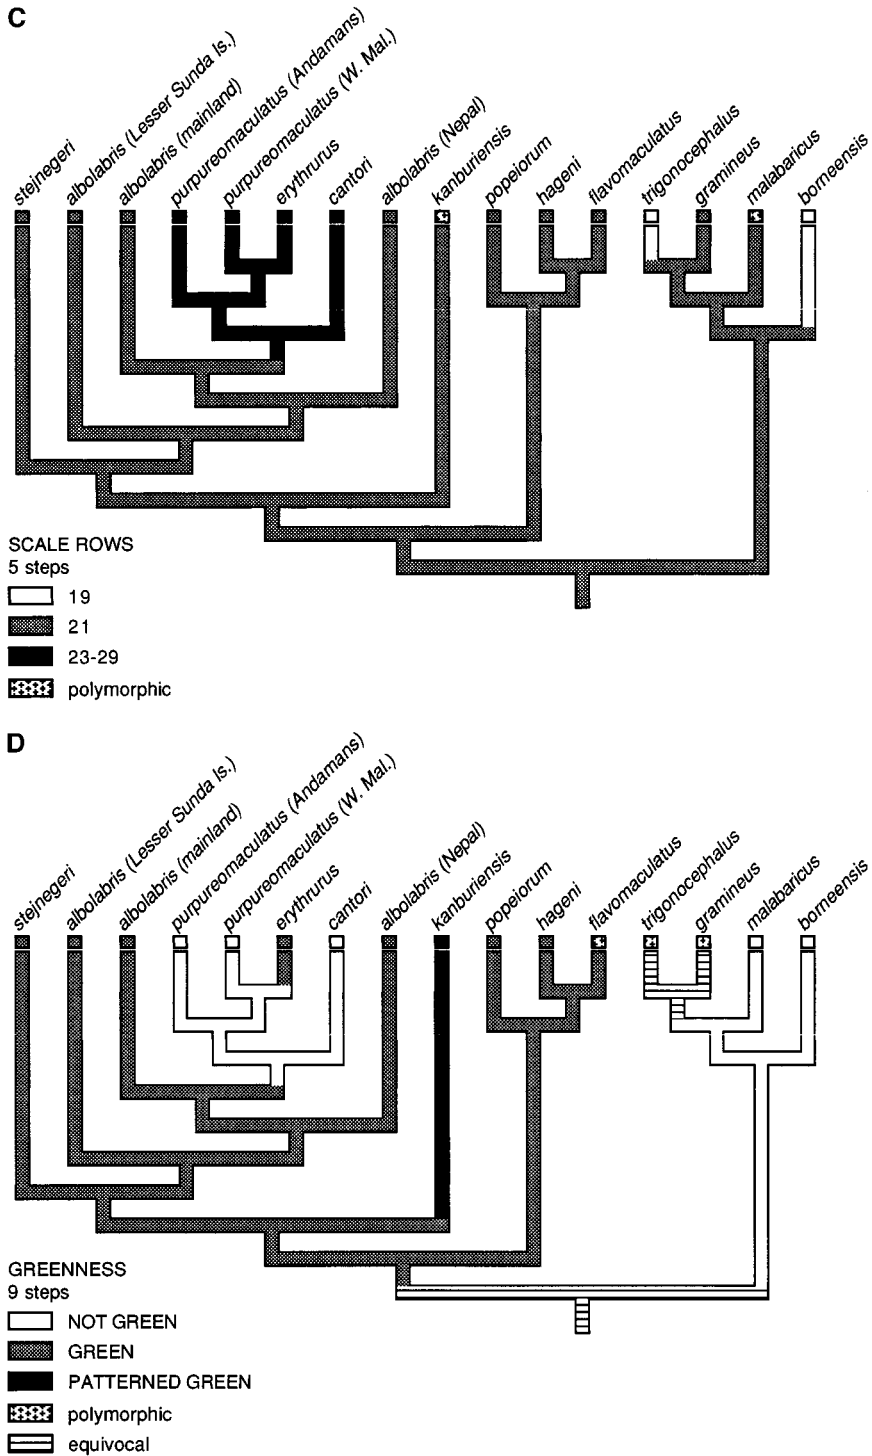 C
stejnegeri
albolabris (Lesser Sunda Is.)
albolabris (mainland)
purpureomaculatus (Andamans)
purpureomaculatus (W. Mal.)
erythrurus
cantori
albolabris (Nepal)
kanburiensis
popeiorum
hageni
flavomaculatus
trigonocephalus
gramineus
malabaricus
borneensis
SCALE ROWS
5 steps
19
21
23-29
polymorphic
D
stejnegeri
albolabris (Lesser Sunda Is.)
albolabris (mainland)
purpureomaculatus (Andamans)
purpureomaculatus (W. Mal.)
erythrurus
cantori
albolabris (Nepal)
kanburiensis
popeiorum
hageni
flavomaculatus
trigonocephalus
gramineus
malabaricus
borneensis
GREENNESS
9 steps
NOT GREEN
GREEN
PATTERNED GREEN
polymorphic
equivocal